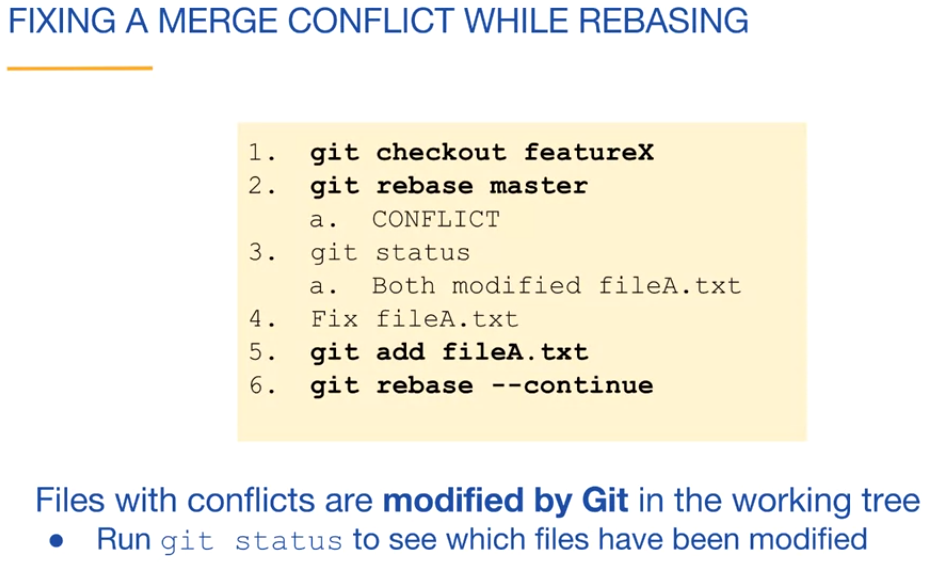 FIXING A MERGE CONFLICT WHILE REBASING
1. git checkout featureX
2. git rebase master
a. CONFLICT
3. git status
a. Both modified fileA.txt
4. Fix fileA.txt
5. git add fileA.txt
6. git rebase --continue
Files with conflicts are modified by Git in the working tree
● Run git status to see which files have been modified